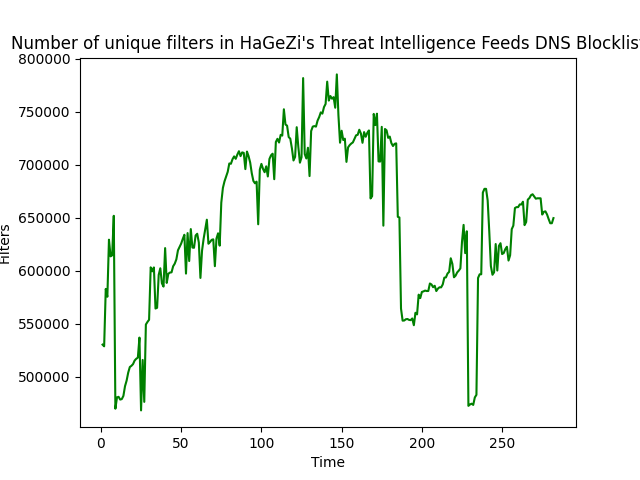 Number of unique filters in HaGeZi's Threat Intelligence Feeds DNS Blocklist
800000
750000
700000
650000
600000
550000
500000
Filters
0 50 100 150 200 250
Time